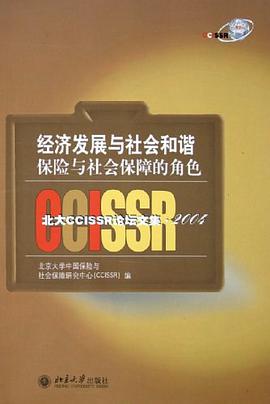 CCISSR
经济发展与社会和谐
保险与社会保障的角色
CCISSR
北大CCISSR论坛文集·2004
北京大学中国保险与
社会保障研究中心(CCISSR) 编
北京大学出版社